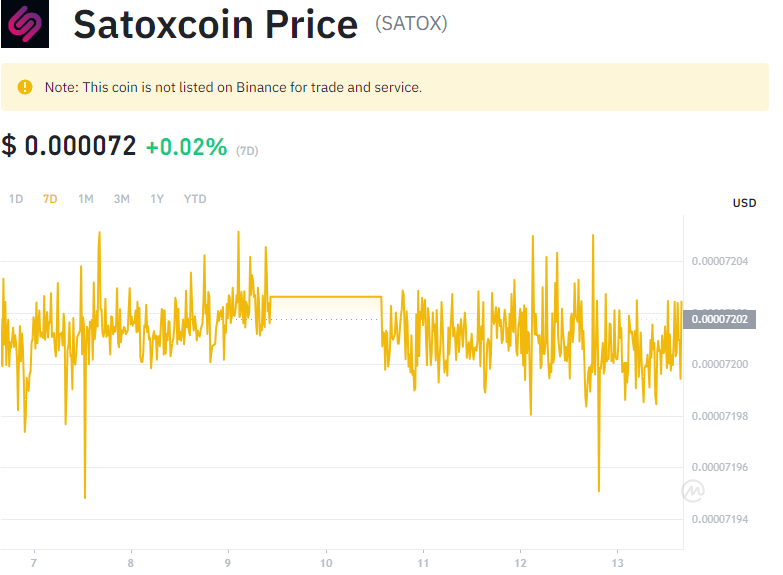 Satoxcoin Price (SATOX)
Note: This coin is not listed on Binance for trade and service.
$ 0.000072 +0.02% (7D)
1D 7D 1M 3M 1Y YTD
USD
0.00007204
0.00007202
0.00007200
0.00007198
0.00007196
0.00007194
7 8 9 10 11 12 13